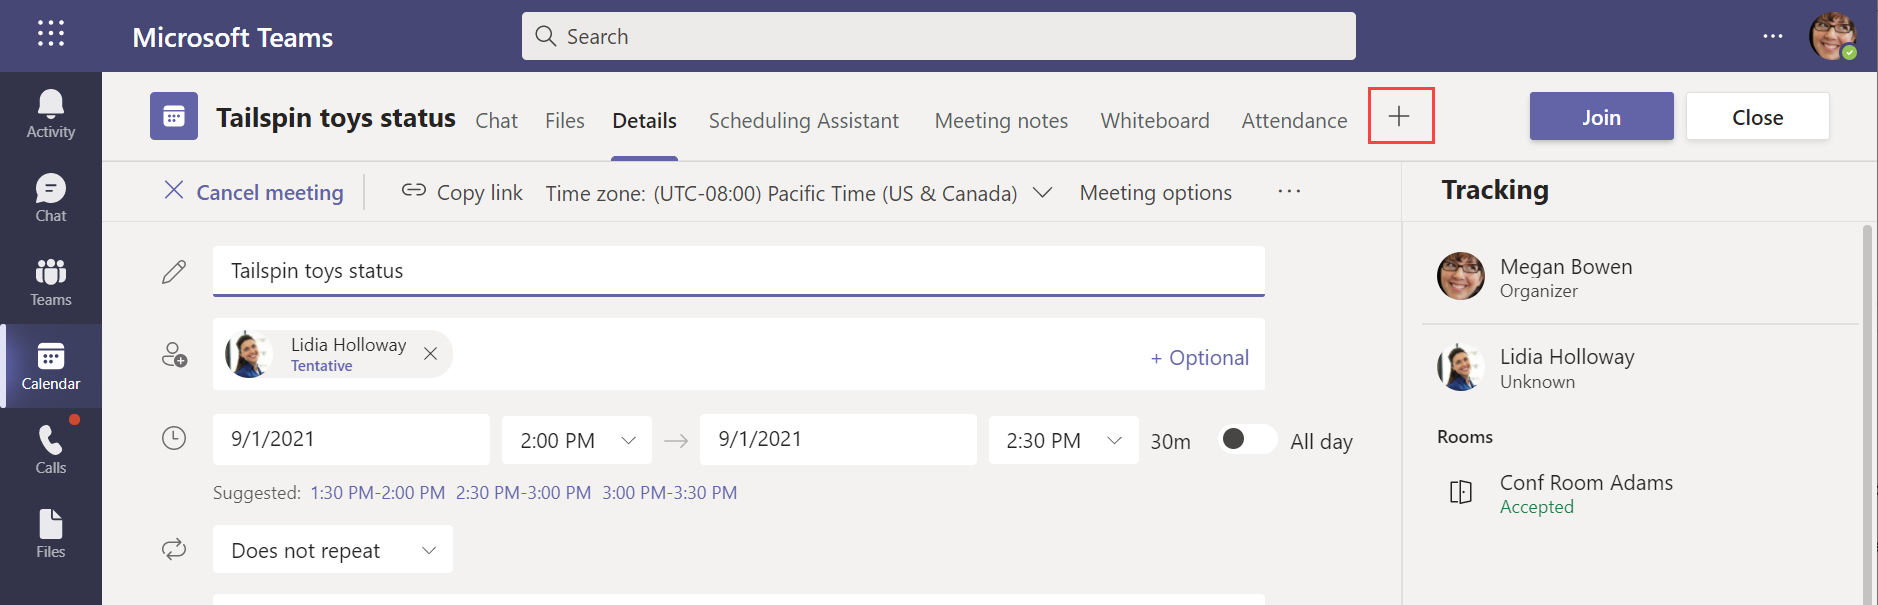 Microsoft Teams
Search
Activity
Chat
Teams
Calendar
Calls
Files
Tailspin toys status
Chat
Files
Details
Scheduling Assistant
Meeting notes
Whiteboard
Attendance
Join
Close
Cancel meeting
Copy link
Time zone: (UTC-08:00) Pacific Time (US & Canada)
Meeting options
Tailspin toys status
Lidia Holloway
Tentative
+ Optional
9/1/2021
2:00 PM
9/1/2021
2:30 PM
30m
All day
Suggested: 1:30 PM-2:00 PM 2:30 PM-3:00 PM 3:00 PM-3:30 PM
Does not repeat
Tracking
Megan Bowen
Organizer
Lidia Holloway
Unknown
Rooms
Conf Room Adams
Accepted